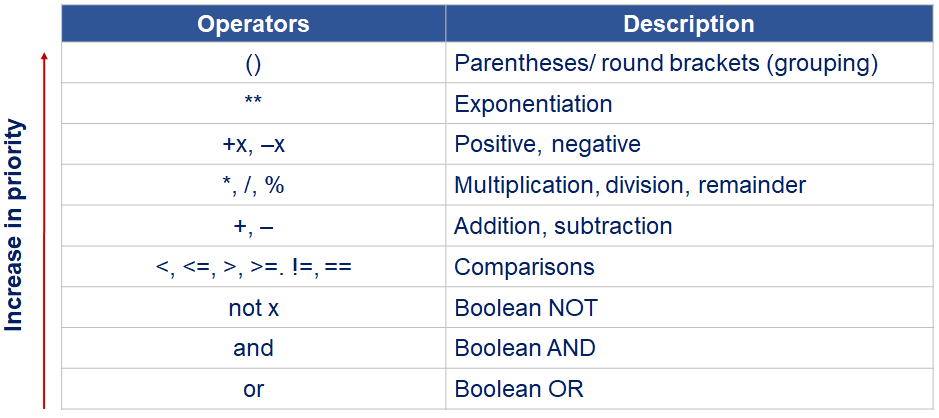 Increase in priority
Operators Description
() Parentheses/ round brackets (grouping)
** Exponentiation
+x, –x Positive, negative
*, /, % Multiplication, division, remainder
+, – Addition, subtraction
<, <=, >, >=. !=, == Comparisons
not x Boolean NOT
and Boolean AND
or Boolean OR